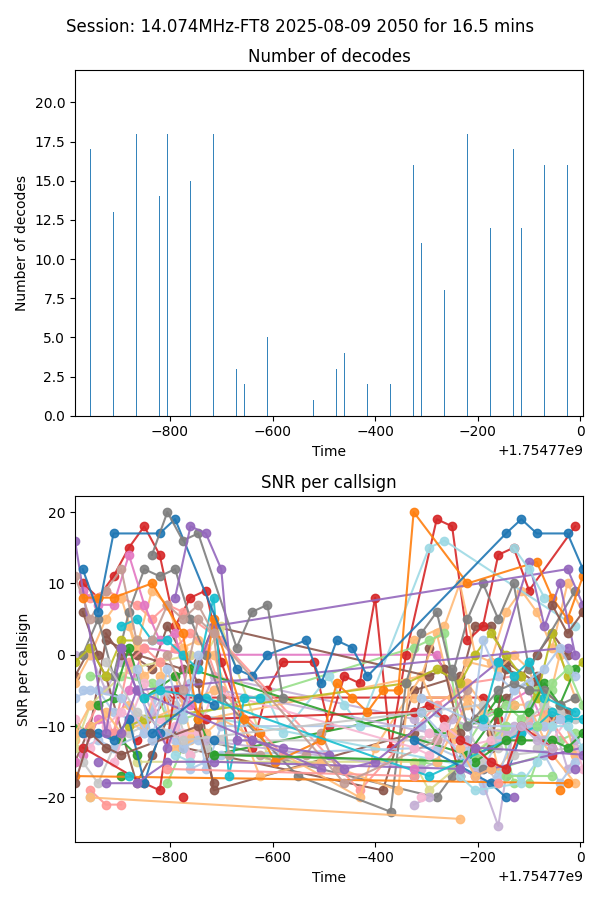 Session: 14.074MHz-FT8 2025-08-09 2050 for 16.5 mins
Number of decodes
20.0
17.5
15.0
12.5
10.0
7.5
5.0
2.5
0.0
Number of decodes
−800 −600 −400 −200 0
Time
+1.75477e9
SNR per callsign
20
10
0
−10
−20
SNR per callsign
−800 −600 −400 −200 0
Time
+1.75477e9